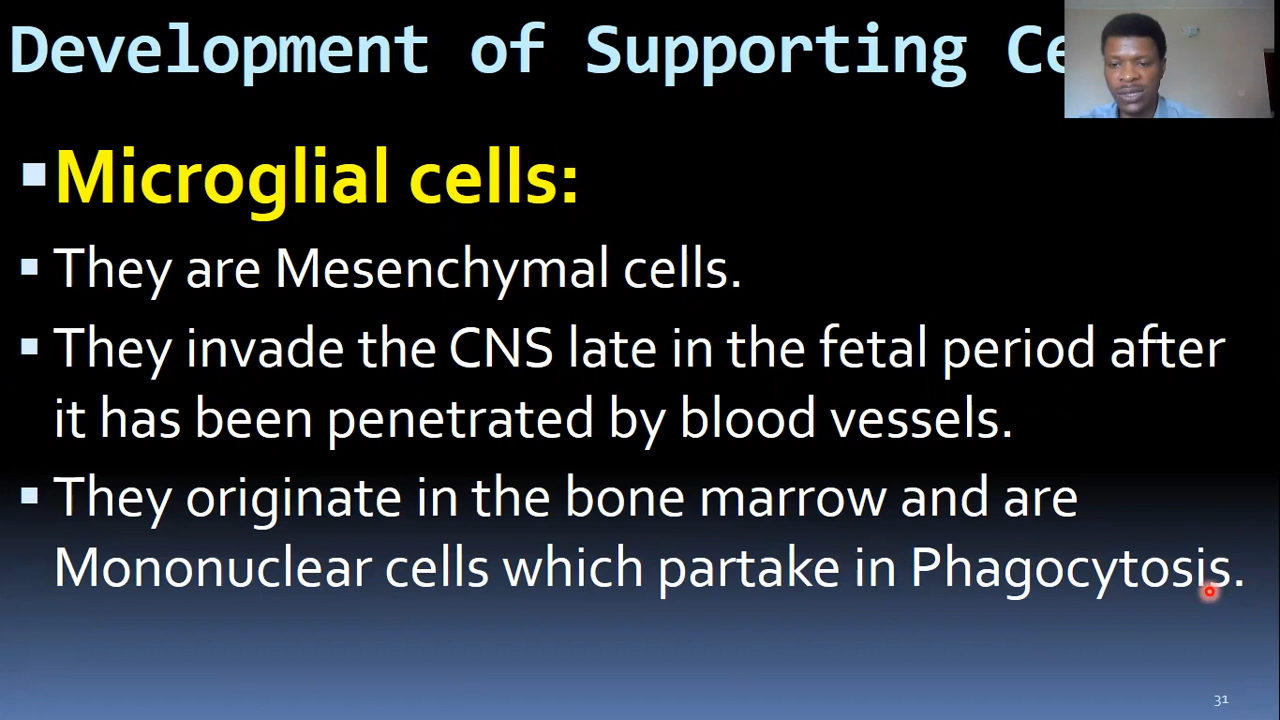 Development of Supporting
Microglial cells:
They are Mesenchymal cells.
They invade the CNS late in the fetal period after
it has been penetrated by blood vessels.
They originate in the bone marrow and are
Mononuclear cells which partake in Phagocytosis.
31